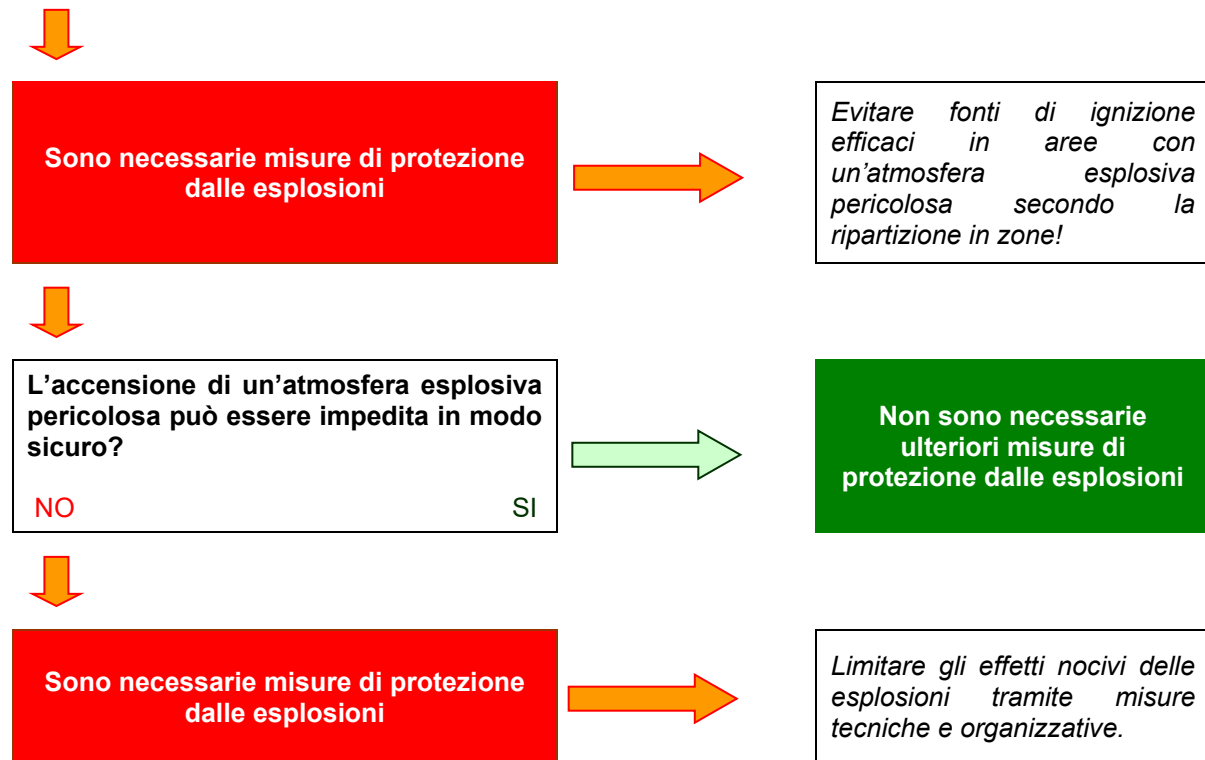 Sono necessarie misure di protezione
dalle esplosioni
Evitare fonti di ignizione
efficaci in aree con
un'atmosfera esplosiva
pericolosa secondo la
ripartizione in zone!
L'accensione di un'atmosfera esplosiva
pericolosa può essere impedita in modo
sicuro?
NO SI
Non sono necessarie
ulteriori misure di
protezione dalle esplosioni
Sono necessarie misure di protezione
dalle esplosioni
Limitare gli effetti nocivi delle
esplosioni tramite misure
tecniche e organizzative.